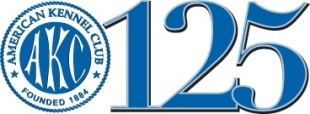 AMERICAN KENNEL CLUB
AKC
FOUNDED 1884
125